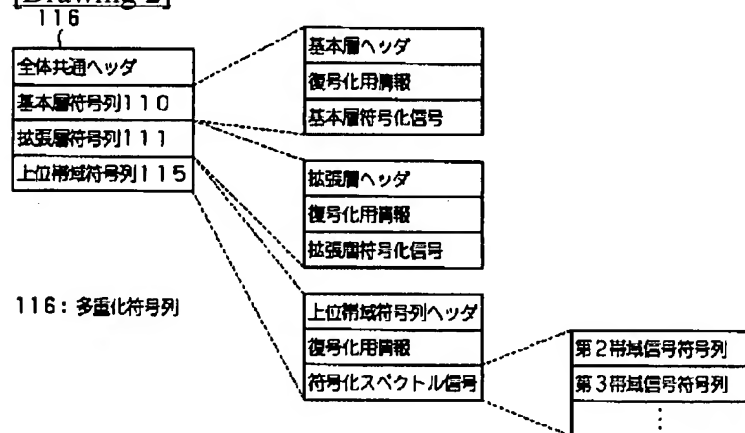 [Drawing 2]
116
全体共通ヘッダ
基本層符号列110
拡張層符号列111
上位帯域符号列115
116：多重化符号列
基本層ヘッダ
復号化用情報
基本層符号化信号
拡張層ヘッダ
復号化用情報
拡張層符号化信号
上位帯域符号列ヘッダ
復号化用情報
符号化スペクトル信号
第2帯域信号符号列
第3帯域信号符号列
⋮